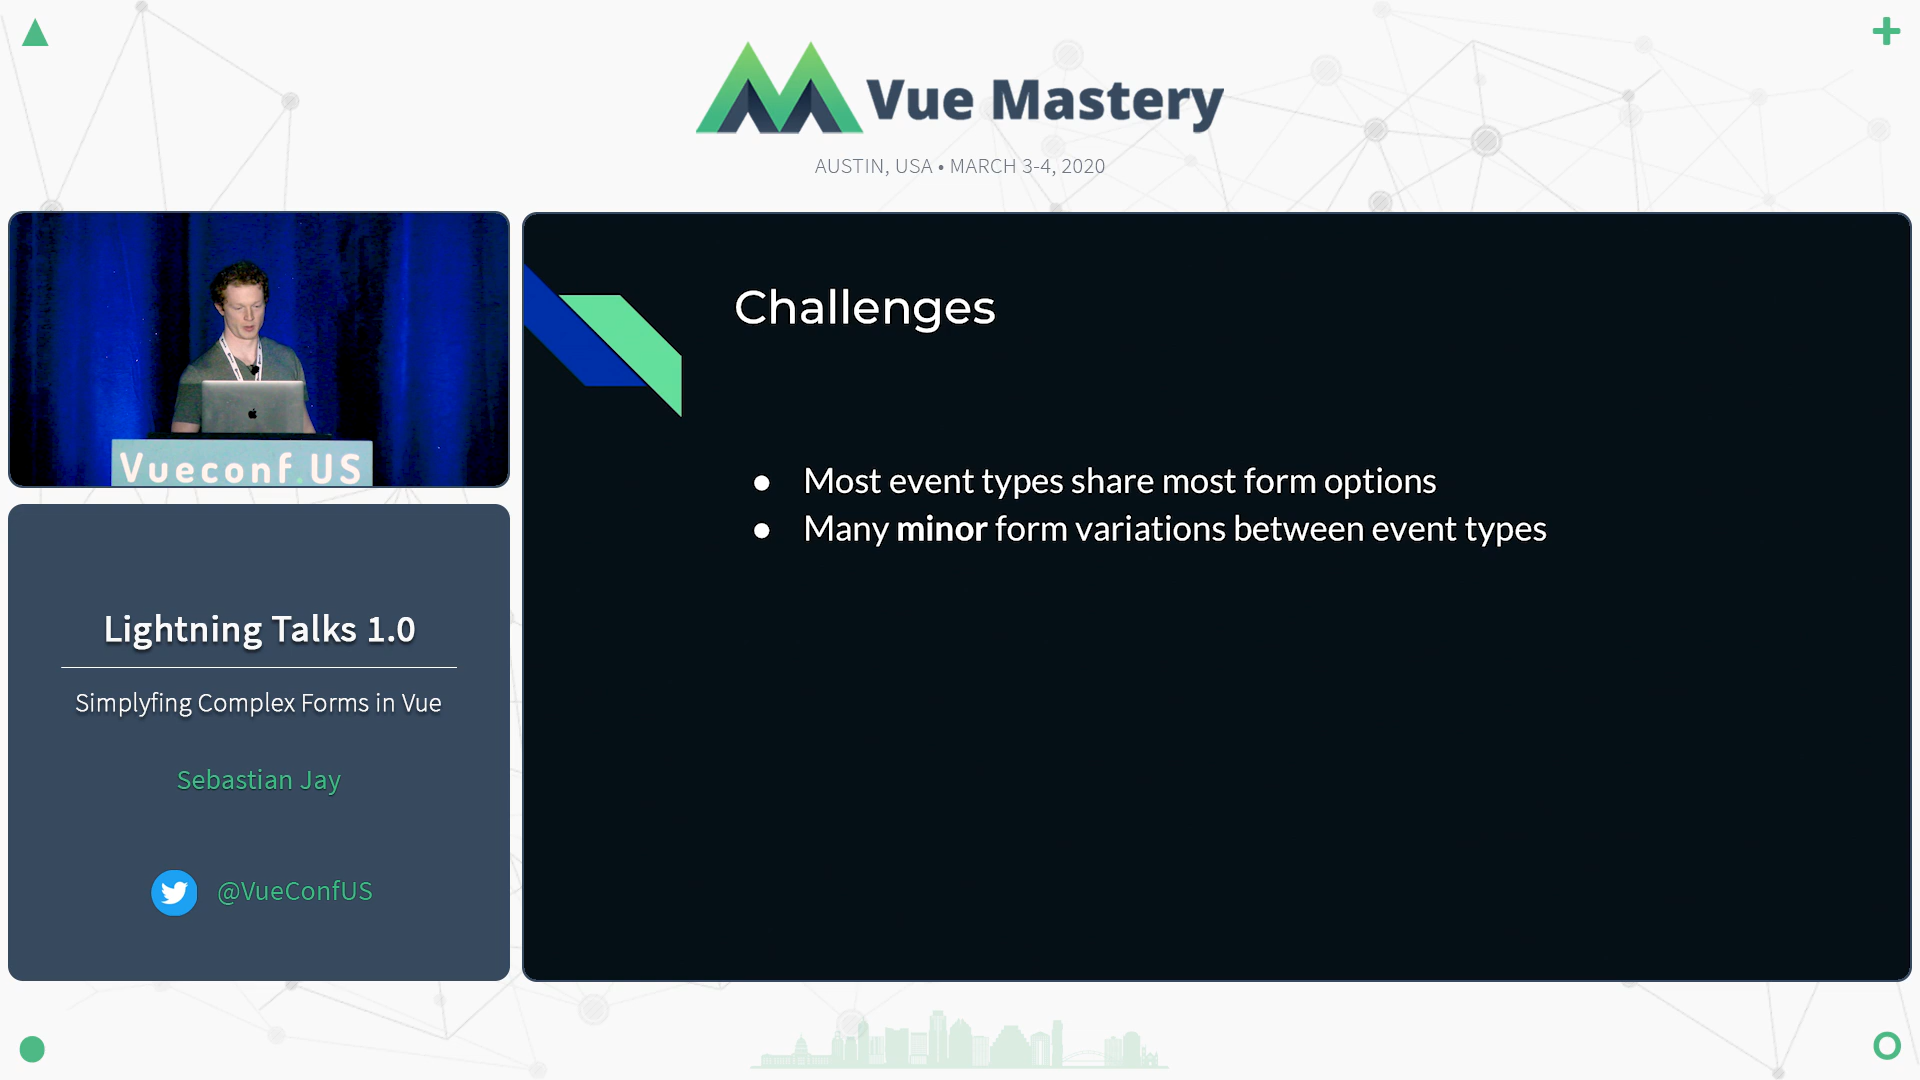 Vue Mastery
AUSTIN, USA • MARCH 3-4, 2020
Vueconf.US
Lightning Talks 1.0
Simplyfing Complex Forms in Vue
Sebastian Jay
@VueConfUS
Challenges
● Most event types share most form options
● Many minor form variations between event types